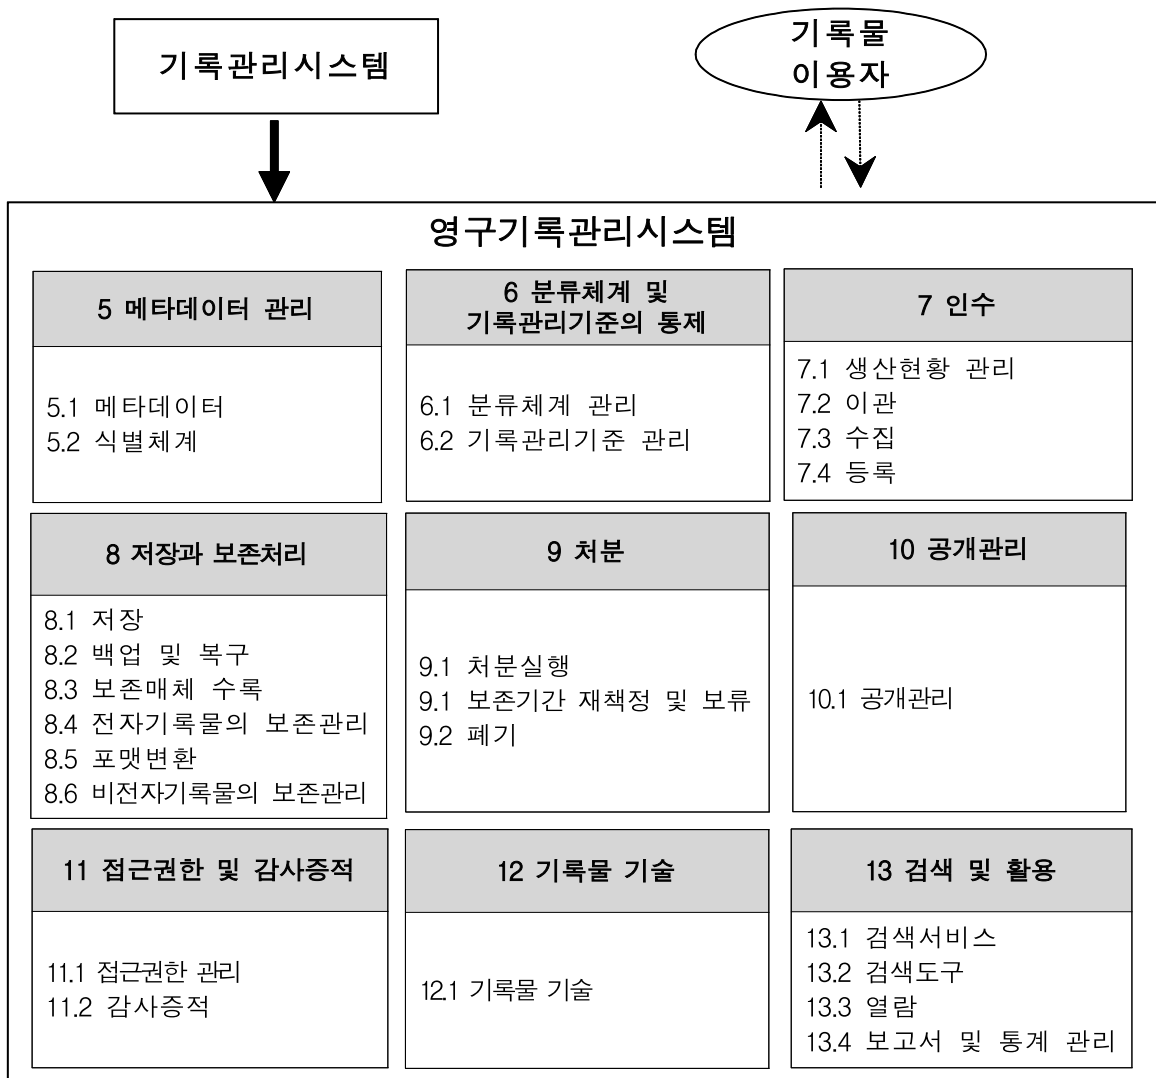 기록관리시스템
기록물
이용자
영구기록관리시스템
5 메타데이터 관리
5.1 메타데이터
5.2 식별체계
6 분류체계 및
기록관리기준의 통제
6.1 분류체계 관리
6.2 기록관리기준 관리
7 인수
7.1 생산현황 관리
7.2 이관
7.3 수집
7.4 등록
8 저장과 보존처리
8.1 저장
8.2 백업 및 복구
8.3 보존매체 수록
8.4 전자기록물의 보존관리
8.5 포맷변환
8.6 비전자기록물의 보존관리
9 처분
9.1 처분실행
9.1 보존기간 재책정 및 보류
9.2 폐기
10 공개관리
10.1 공개관리
11 접근권한 및 감사증적
11.1 접근권한 관리
11.2 감사증적
12 기록물 기술
12.1 기록물 기술
13 검색 및 활용
13.1 검색서비스
13.2 검색도구
13.3 열람
13.4 보고서 및 통계 관리